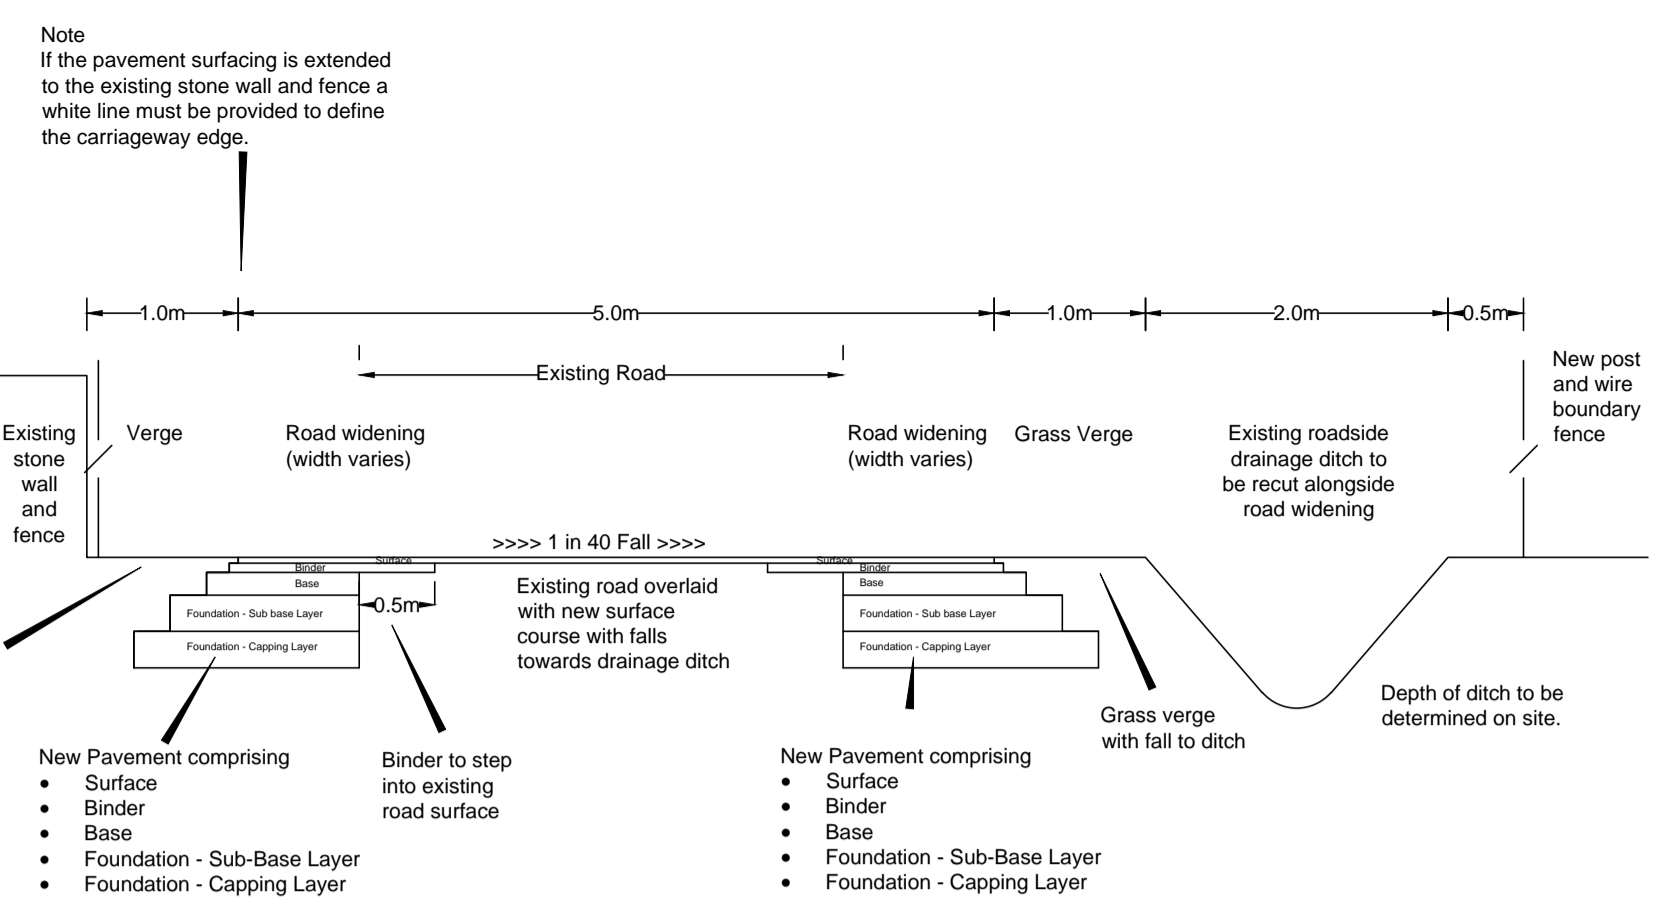 Note
If the pavement surfacing is extended
to the existing stone wall and fence a
white line must be provided to define
the carriageway edge.
1.0m
5.0m
1.0m
2.0m
0.5m
Existing Road
New post
and wire
boundary
fence
Existing
stone
wall
and
fence
Verge
Road widening
(width varies)
Road widening
(width varies)
Grass Verge
Existing roadside
drainage ditch to
be recut alongside
road widening
>>>> 1 in 40 Fall >>>>
Surface
Binder
Base
Foundation - Sub base Layer
Foundation - Capping Layer
0.5m
Existing road overlaid
with new surface
course with falls
towards drainage ditch
Surface
Binder
Base
Foundation - Sub base Layer
Foundation - Capping Layer
Grass verge
with fall to ditch
Depth of ditch to be
determined on site.
New Pavement comprising
• Surface
• Binder
• Base
• Foundation - Sub-Base Layer
• Foundation - Capping Layer
Binder to step
into existing
road surface
New Pavement comprising
• Surface
• Binder
• Base
• Foundation - Sub-Base Layer
• Foundation - Capping Layer